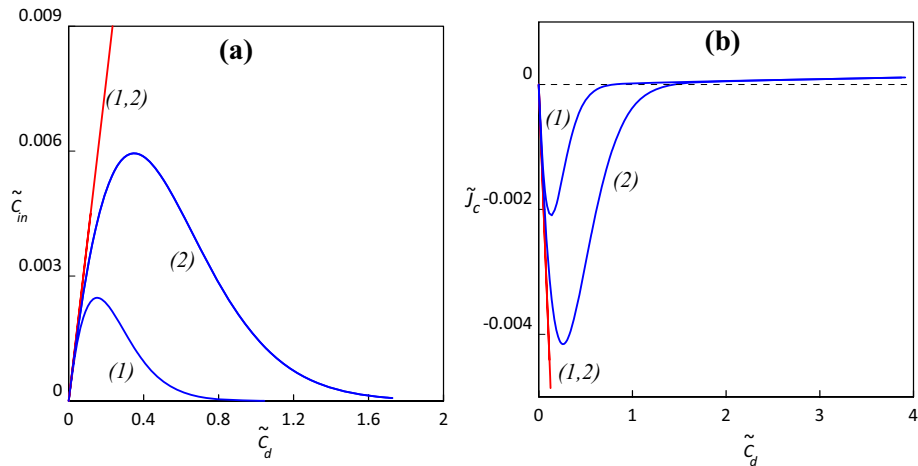 (a)
0.009
0.006
0.003
0
C̃in
(1,2)
(2)
(1)
0 0.4 0.8 1.2 1.6 2
C̃d
(b)
0
-0.002
-0.004
J̃c
(1)
(2)
(1,2)
0 1 2 3 4
C̃d